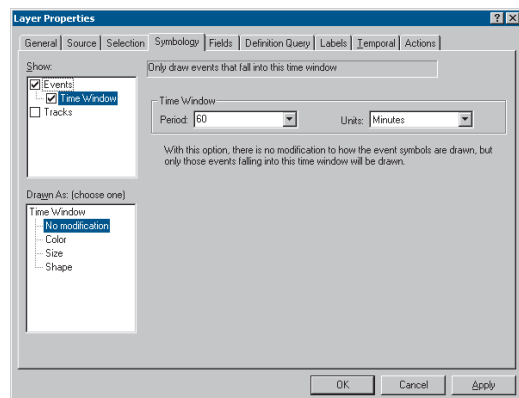 Layer Properties
General Source Selection Symbology Fields Definition Query Labels Temporal Actions
Show:
Events
Time Window
Tracks
Only draw events that fall into this time window
Time Window
Period: 60 Units: Minutes
With this option, there is no modification to how the event symbols are drawn, but
only those events falling into this time window will be drawn.
Drawn As: (choose one)
Time Window
No modification
Color
Size
Shape
OK Cancel Apply